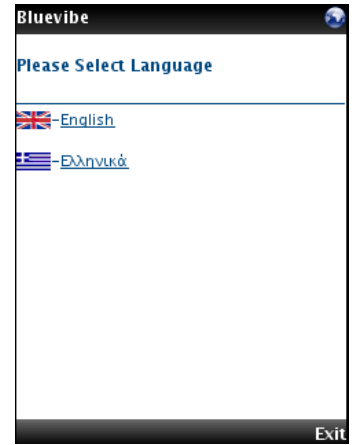 Bluevibe
Please Select Language
-English
-Ελληνικά
Exit